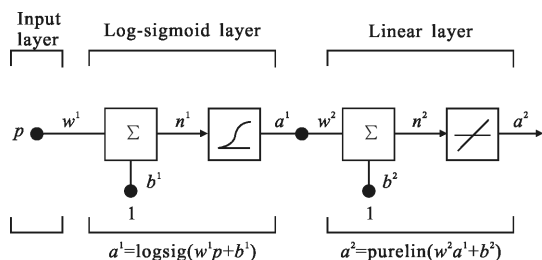 Input layer
Log-sigmoid layer
Linear layer
p w¹ Σ n¹ a¹ w² Σ n² a²
b¹ b²
1 1
a¹=logsig(w¹p+b¹) a²=purelin(w²a¹+b²)